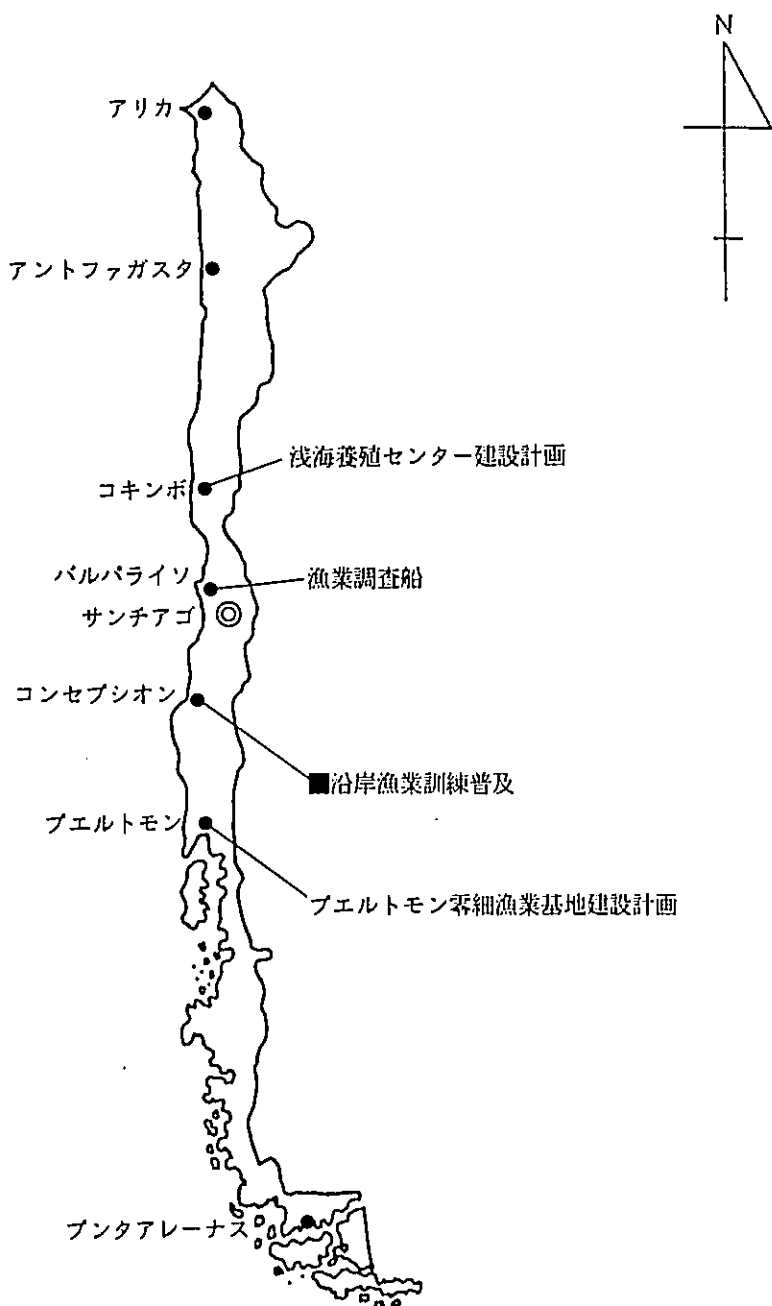 N
アリカ
アントファガスタ
コキンボ
浅海養殖センター建設計画
バルパライソ
漁業調査船
サンチアゴ
コンセプシオン
■沿岸漁業訓練普及
プエルトモン
プエルトモン零細漁業基地建設計画
プンタアレーナス